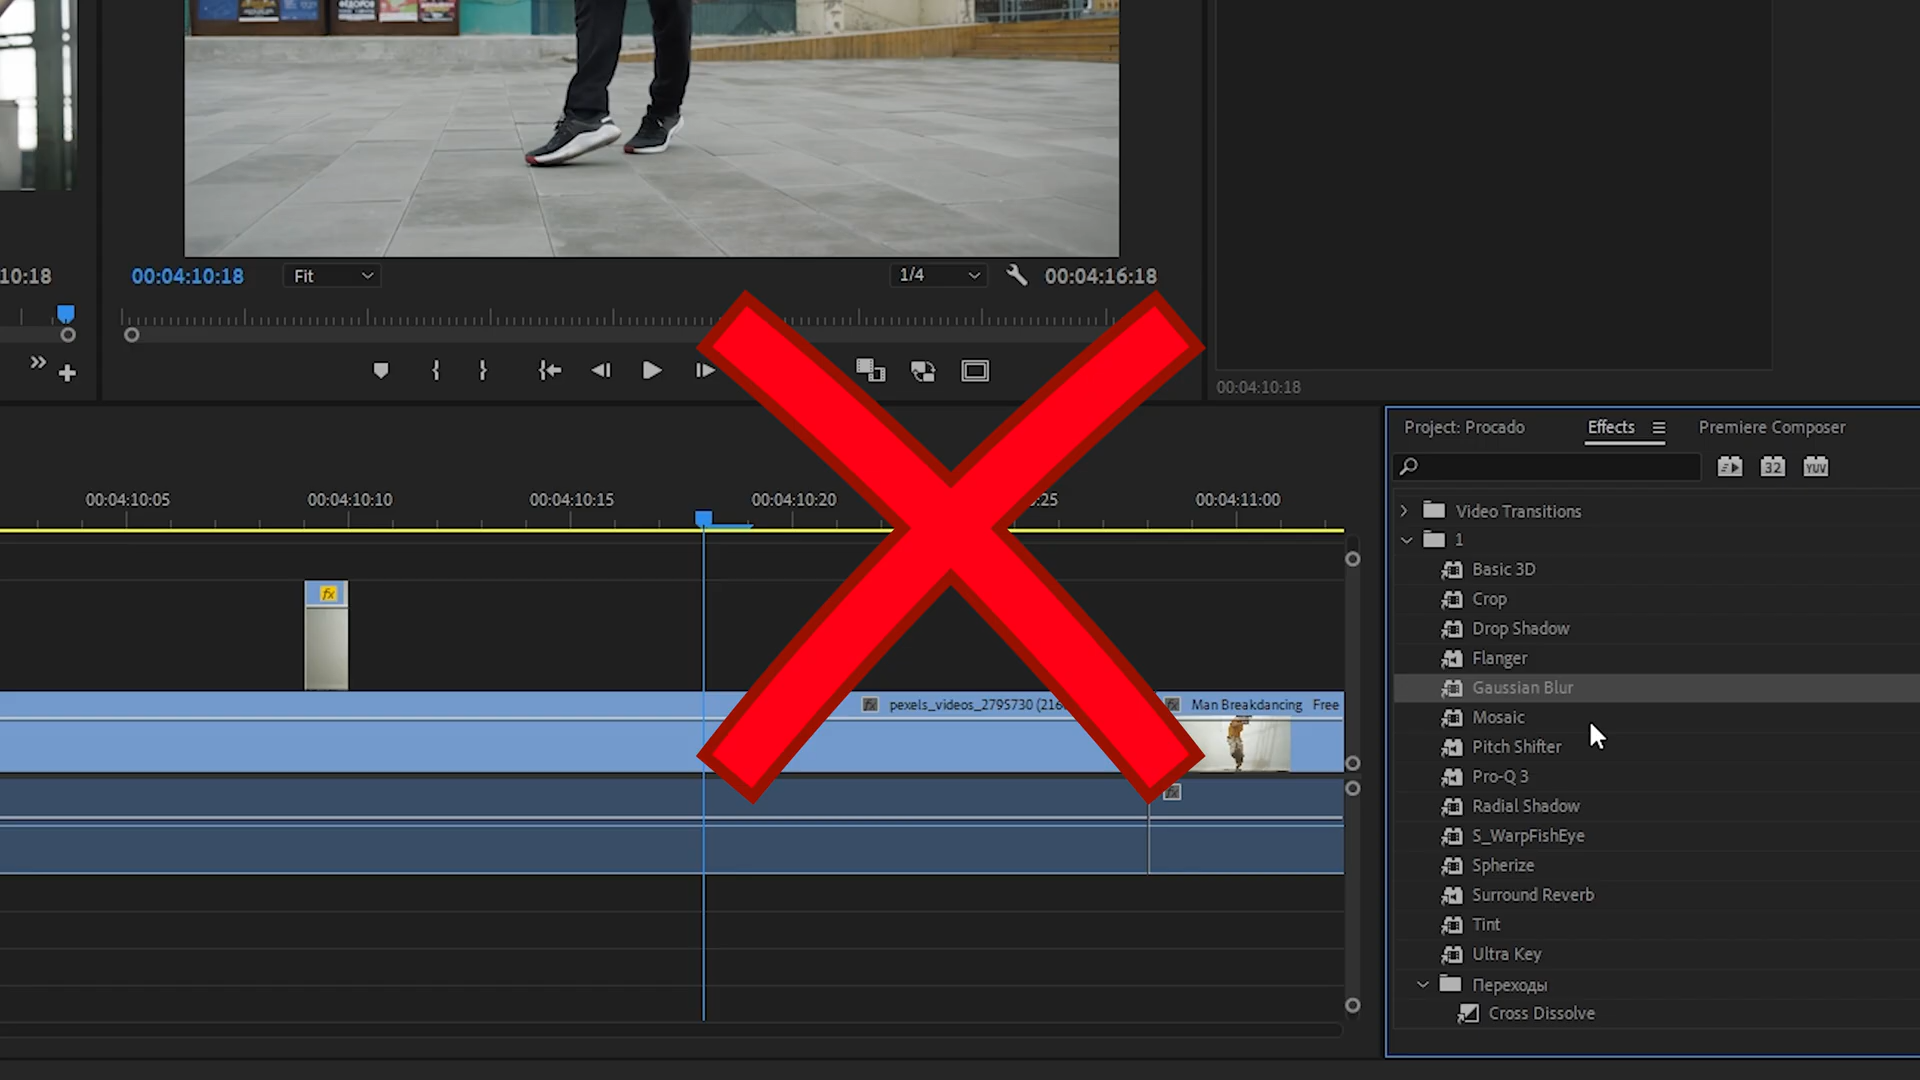 ФЁДОРОВ
10:18
00:04:10:18
Fit
1/4
00:04:16:18
00:04:10:18
Project: Procado
Effects
Premiere Composer
32
YUV
00:04:10:05
00:04:10:10
00:04:10:15
00:04:10:20
:25
00:04:11:00
fx
fx
pexels_videos_2795730 (216
fx
Man Breakdancing Free
fx
Video Transitions
1
Basic 3D
Crop
Drop Shadow
Flanger
Gaussian Blur
Mosaic
Pitch Shifter
Pro-Q 3
Radial Shadow
S_WarpFishEye
Spherize
Surround Reverb
Tint
Ultra Key
Переходы
Cross Dissolve